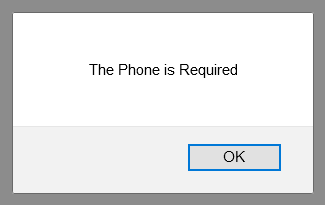 The Phone is Required
OK